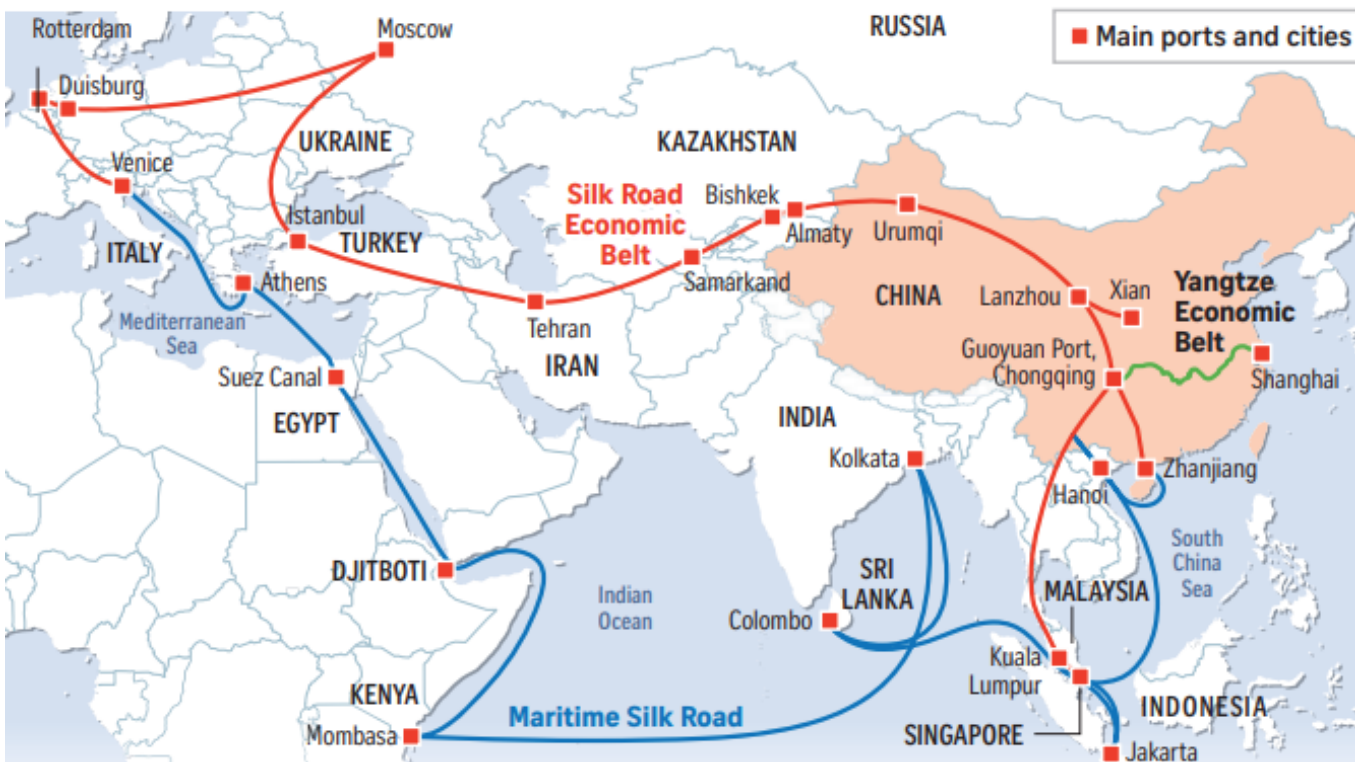 Rotterdam
Moscow
RUSSIA
Main ports and cities
Duisburg
UKRAINE
KAZAKHSTAN
Venice
Silk Road
Economic
Belt
Bishkek
Almaty
Urumqi
Istanbul
TURKEY
ITALY
Athens
Samarkand
CHINA
Lanzhou
Xian
Yangtze
Economic
Belt
Mediterranean
Sea
Tehran
IRAN
Guoyuan Port,
Chongqing
Shanghai
Suez Canal
EGYPT
INDIA
Kolkata
Hanoi
Zhanjiang
South
China
Sea
DJITBOTI
Indian
Ocean
SRI
LANKA
MALAYSIA
Colombo
Kuala
Lumpur
KENYA
Maritime Silk Road
INDONESIA
SINGAPORE
Mombasa
Jakarta